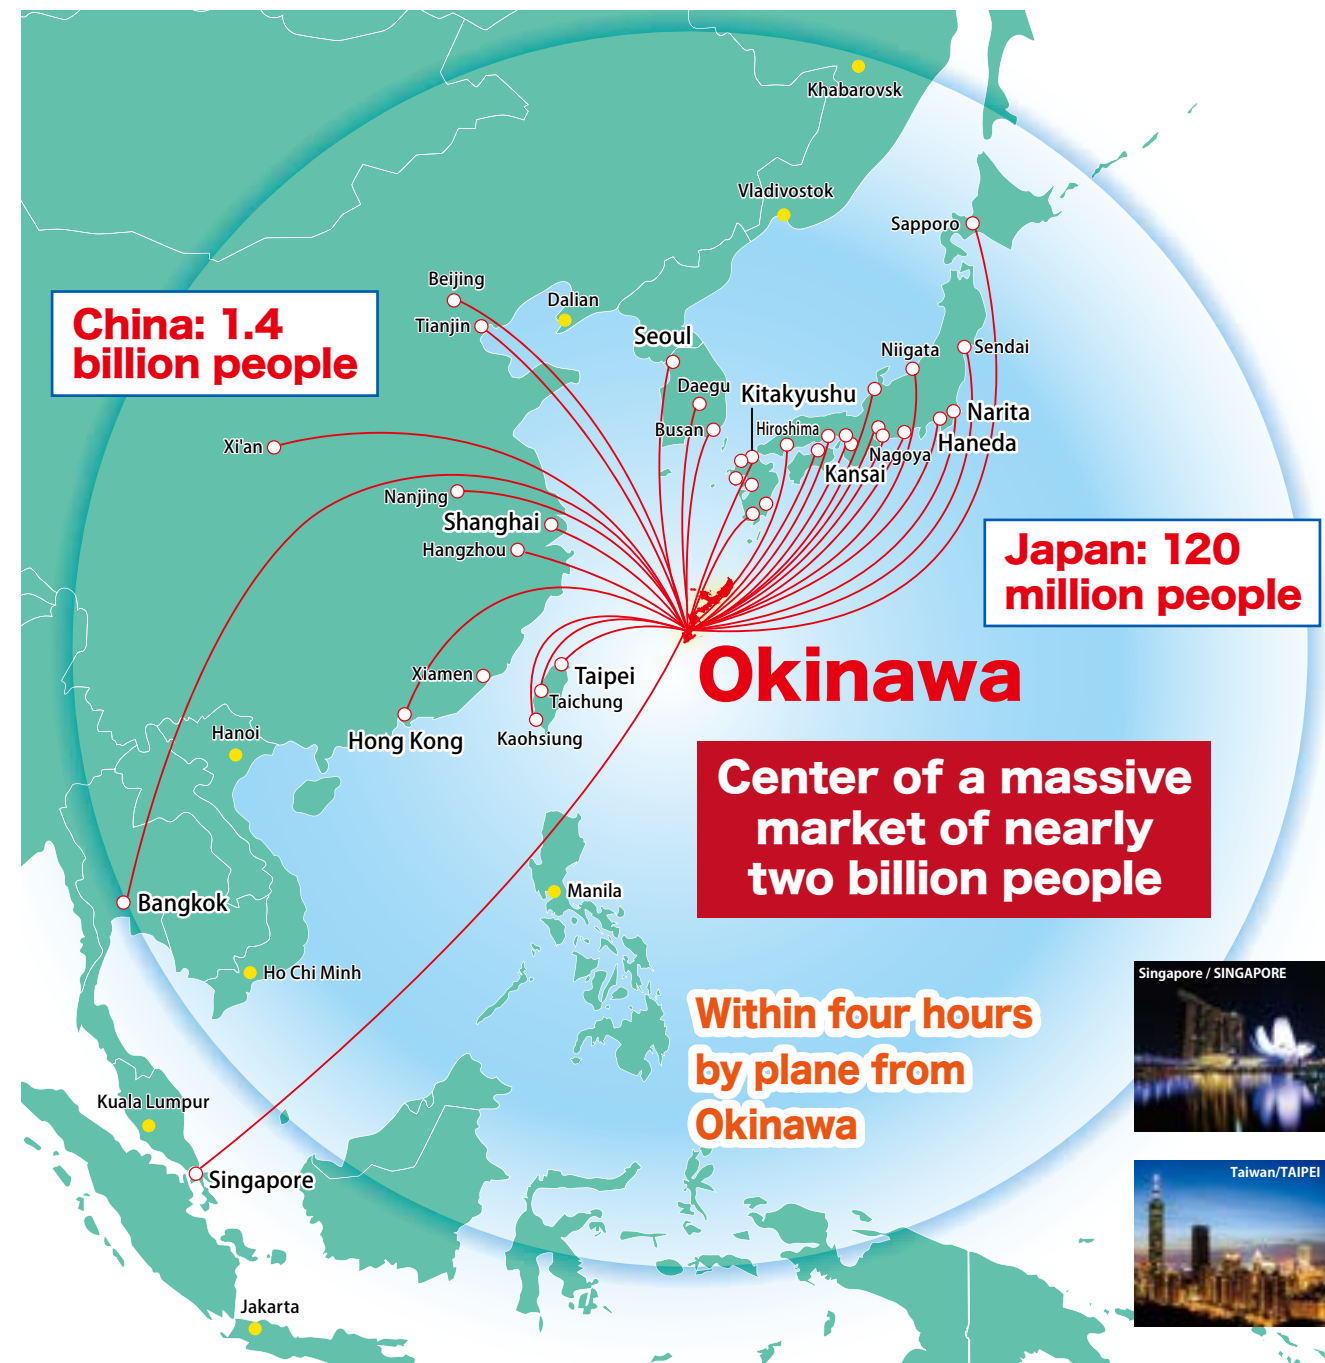 Khabarovsk
Vladivostok
Sapporo
Beijing
Dalian
Tianjin
Seoul
Niigata
Sendai
China: 1.4
billion people
Daegu
Kitakyushu
Narita
Busan
Hiroshima
Haneda
Xi'an
Nagoya
Kansai
Nanjing
Shanghai
Hangzhou
Japan: 120
million people
Okinawa
Xiamen
Taipei
Taichung
Hanoi
Hong Kong
Kaohsiung
Center of a massive
market of nearly
two billion people
Manila
Bangkok
Ho Chi Minh
Singapore / SINGAPORE
Within four hours
by plane from
Okinawa
Kuala Lumpur
Singapore
Taiwan/TAIPEI
Jakarta